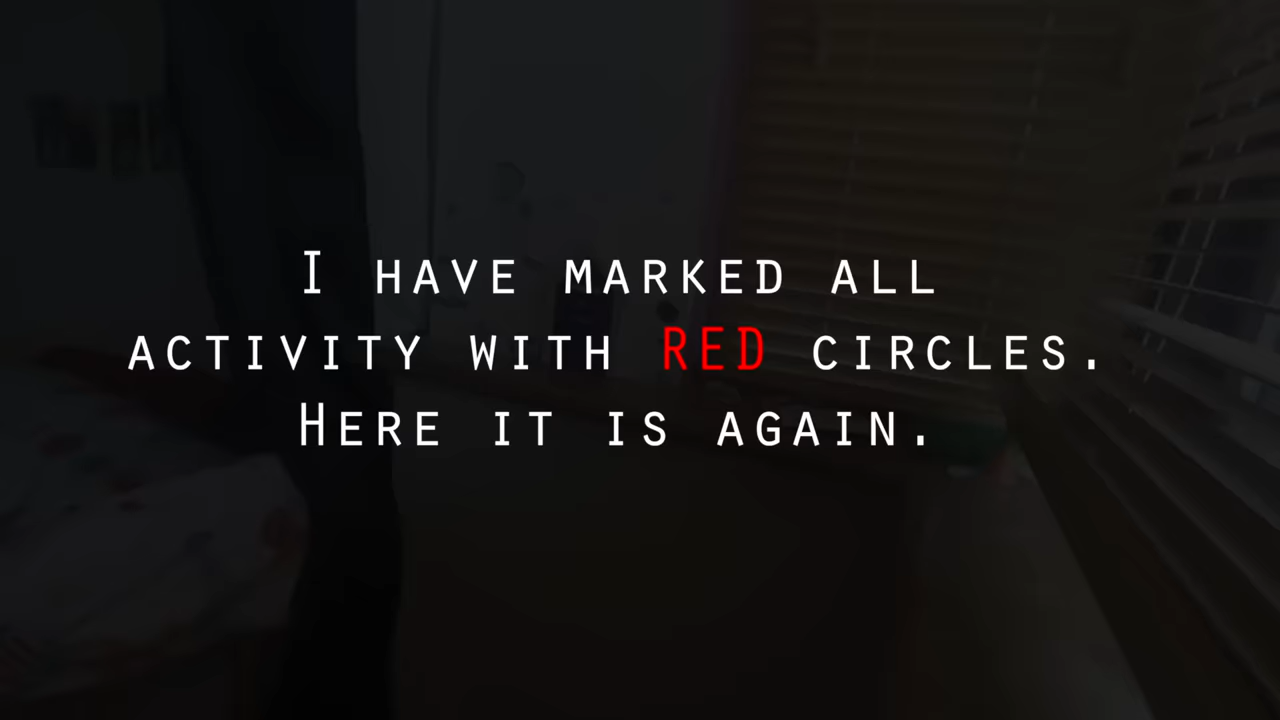 I HAVE MARKED ALL
ACTIVITY WITH RED CIRCLES.
HERE IT IS AGAIN.